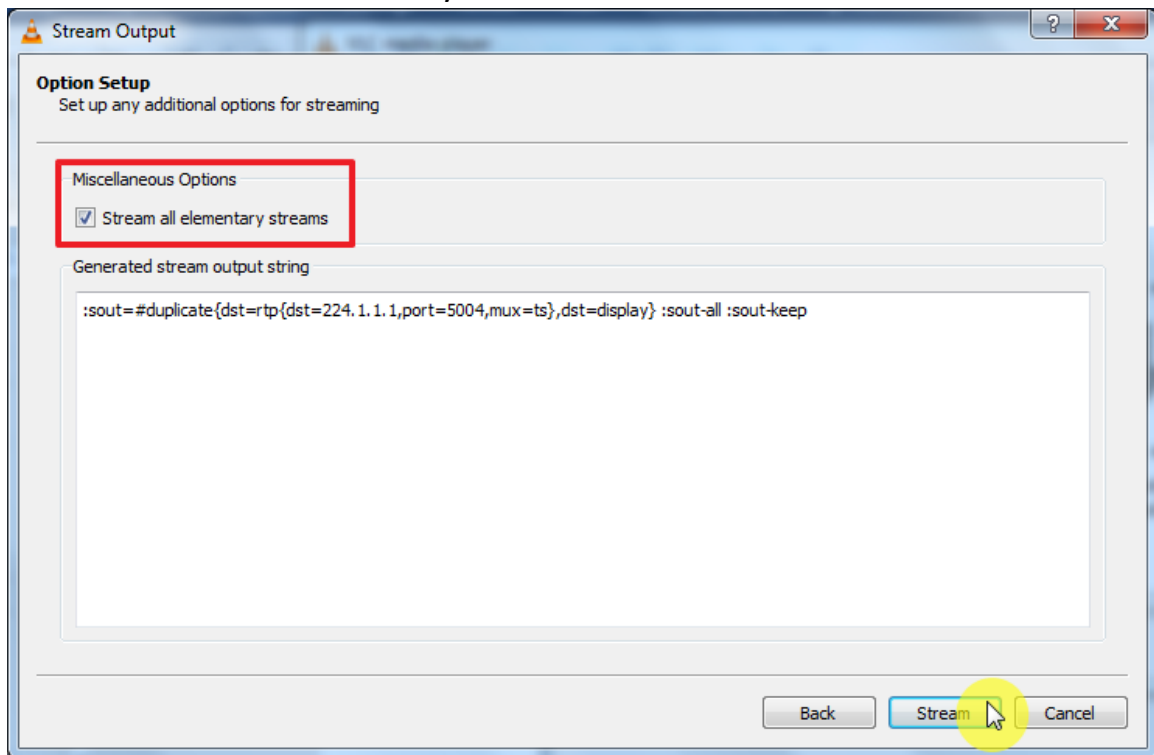 Stream Output
Option Setup
Set up any additional options for streaming
Miscellaneous Options
Stream all elementary streams
Generated stream output string
:sout=#duplicate{dst=rtp{dst=224.1.1.1,port=5004,mux=ts},dst=display} :sout-all :sout-keep
Back Stream Cancel